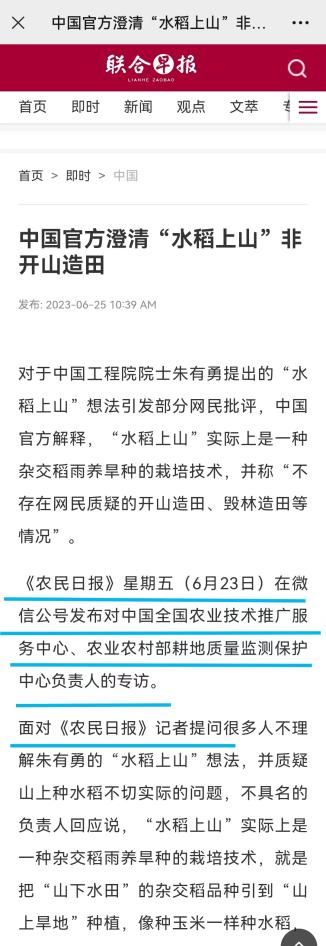 中国官方澄清“水稻上山”非...
联合早报
LIANHE ZAOBAO
首页 即时 新闻 观点 文萃
首页 > 即时 > 中国
中国官方澄清“水稻上山”非
开山造田
发布: 2023-06-25 10:39 AM
对于中国工程院院士朱有勇提出的“水
稻上山”想法引发部分网民批评，中国
官方解释，“水稻上山”实际上是一种
杂交稻雨养旱种的栽培技术，并称“不
存在网民质疑的开山造田、毁林造田等
情况”。
《农民日报》星期五（6月23日）在微
信公号发布对中国全国农业技术推广服
务中心、农业农村部耕地质量监测保护
中心负责人的专访。
面对《农民日报》记者提问很多人不理
解朱有勇的“水稻上山”想法，并质疑
山上种水稻不切实际的问题，不具名的
负责人回应说，“水稻上山”实际上是
一种杂交稻雨养旱种的栽培技术，就是
把“山下水田”的杂交稻品种引到“山
上旱地”种植，像种玉米一样种水稻，